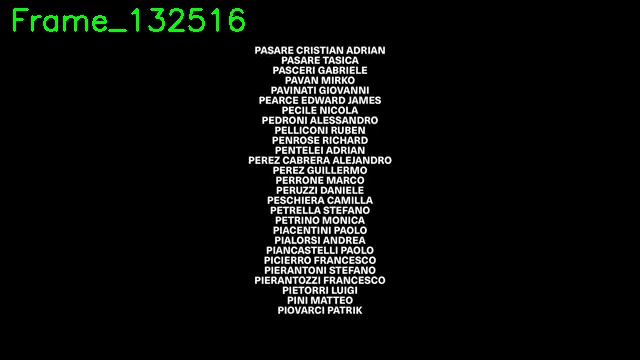 Frame_132516
PASARE CRISTIAN ADRIAN
PASARE TASICA
PASCERI GABRIELE
PAVAN MIRKO
PAVINATI GIOVANNI
PEARCE EDWARD JAMES
PECILE NICOLA
PEDRONI ALESSANDRO
PELLICONI RUBEN
PENROSE RICHARD
PENTELEI ADRIAN
PEREZ CABRERA ALEJANDRO
PEREZ GUILLERMO
PERRONE MARCO
PERUZZI DANIELE
PESCHIERA CAMILLA
PETRELLA STEFANO
PETRINO MONICA
PIACENTINI PAOLO
PIALORSI ANDREA
PIANCASTELLI PAOLO
PICIERRO FRANCESCO
PIERANTONI STEFANO
PIERANTOZZI FRANCESCO
PIETORRI LUIGI
PINI MATTEO
PIOVARCI PATRIK